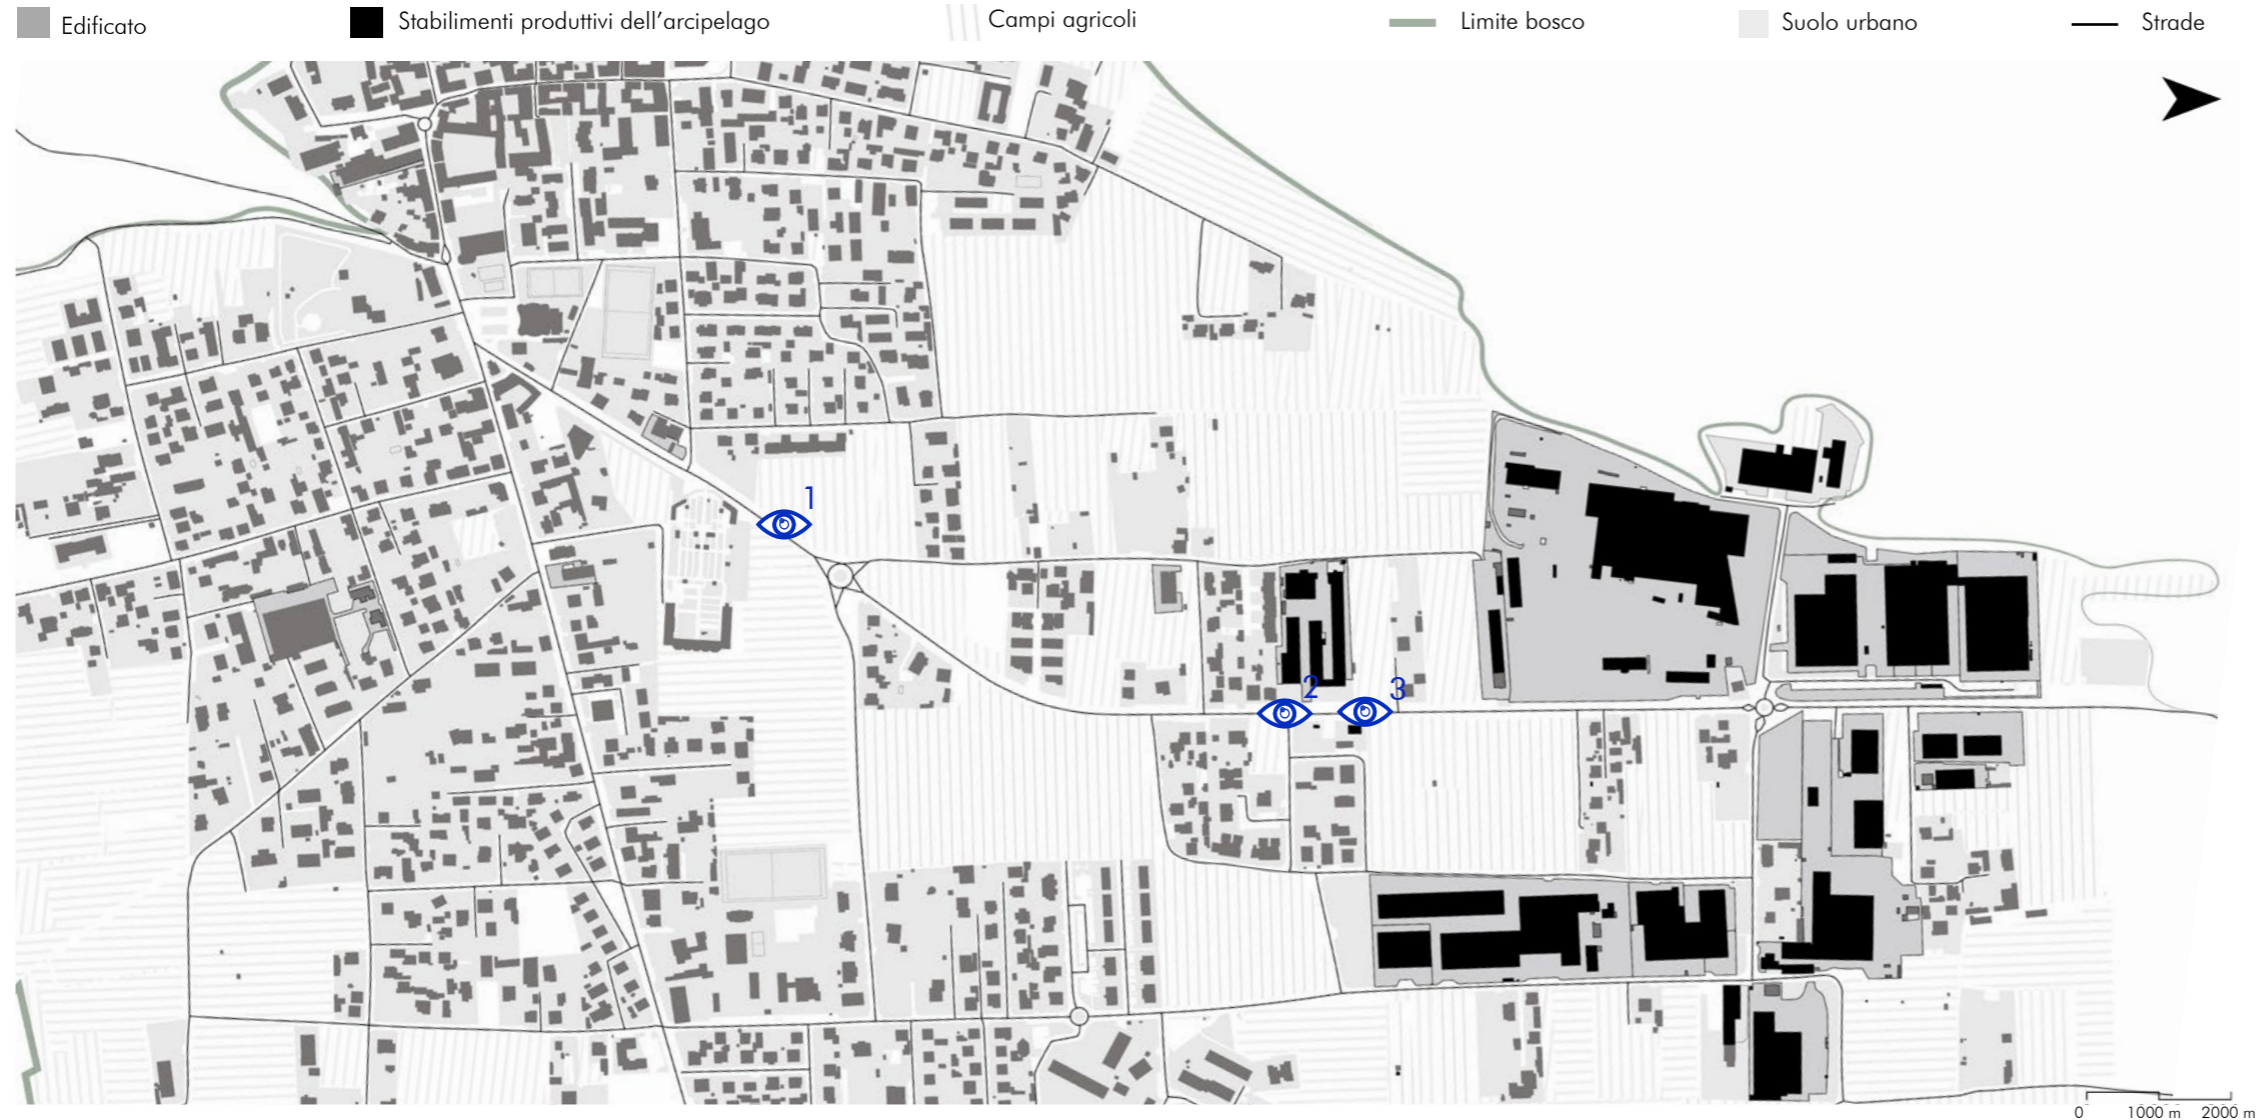 Edificato
Stabilimenti produttivi dell’arcipelago
Campi agricoli
Limite bosco
Suolo urbano
Strade
1
2
3
0 1000 m 2000 m